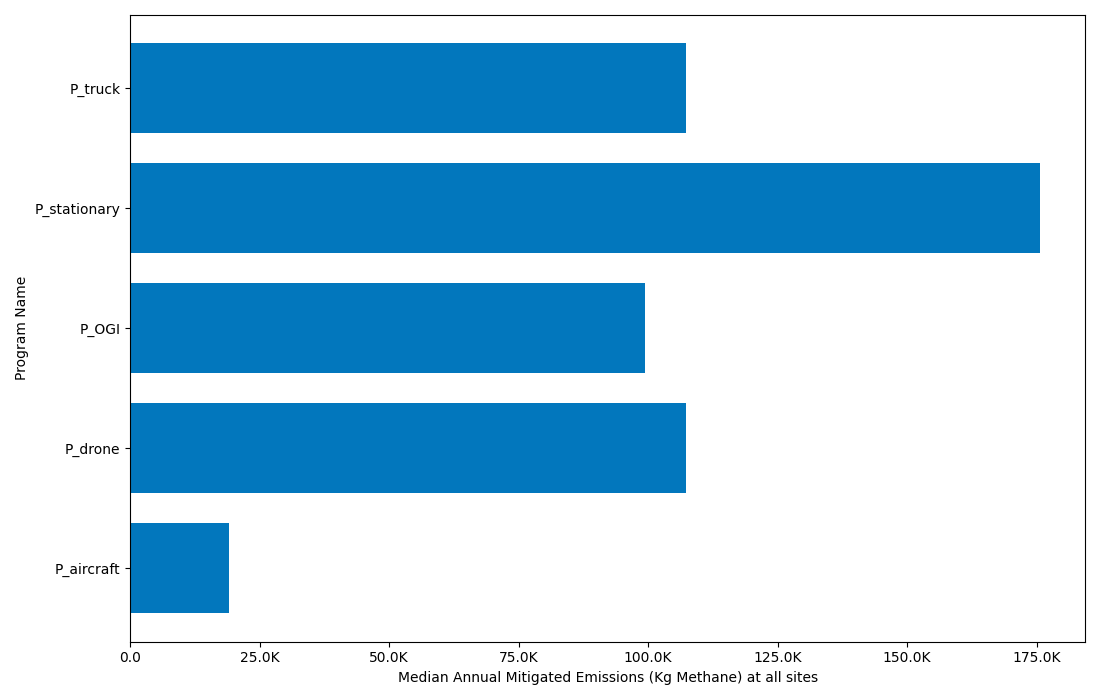 P_truck
P_stationary
P_OGI
P_drone
P_aircraft
Program Name
0.0 25.0K 50.0K 75.0K 100.0K 125.0K 150.0K 175.0K
Median Annual Mitigated Emissions (Kg Methane) at all sites